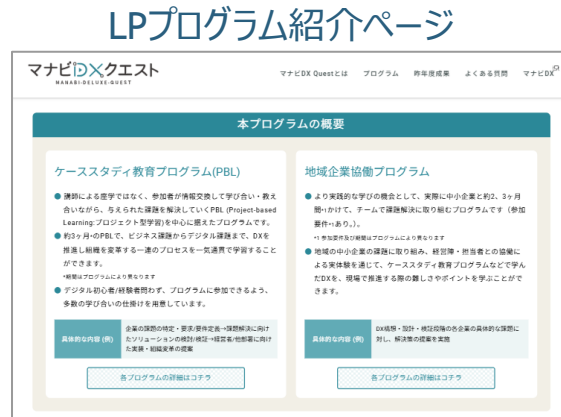 LPプログラム紹介ページ
マナビDXクエスト
MANABI-DELUXE-QUEST
マナビDX Questとは プログラム 昨年度成果 よくある質問 マナビDX
本プログラムの概要
ケーススタディ教育プログラム(PBL)
● 講師による座学ではなく、参加者が情報交換して学び合い・教え
合いながら、与えられた課題を解決していくPBL (Project-based
Learning:プロジェクト型学習)を中心に据えたプログラムです。
● 約3ヶ月*のPBLで、ビジネス課題からデジタル課題まで、DXを
推進し組織を変革する一連のプロセスを一気通貫で学習すること
ができます。
*期間はプログラムにより異なります
● デジタル初心者/経験者問わず、プログラムに参加できるよう、
多数の学び合いの仕掛けを用意しています。
具体的な内容 (例)
企業の課題の特定・要求/要件定義→課題解決に向け
たソリューションの検討/検証→経営者/他部署に向け
た実装・組織変革の提案
各プログラムの詳細はコチラ
地域企業協働プログラム
● より実践的な学びの機会として、実際に中小企業と約2、3ヶ月
間*1かけて、チームで課題解決に取り組むプログラムです（参加
要件*1あり。）。
*1 参加要件及び期間はプログラムにより異なります
● 地域の中小企業の課題に取り組み、経営陣・担当者との協働に
よる実体験を通じて、ケーススタディ教育プログラムなどで学ん
だDXを、現場で推進する際の難しさやポイントを学ぶことがで
きます。
具体的な内容 (例)
DX構想・設計・検証段階の各企業の具体的な課題に
対し、解決策の提案を実施
各プログラムの詳細はコチラ